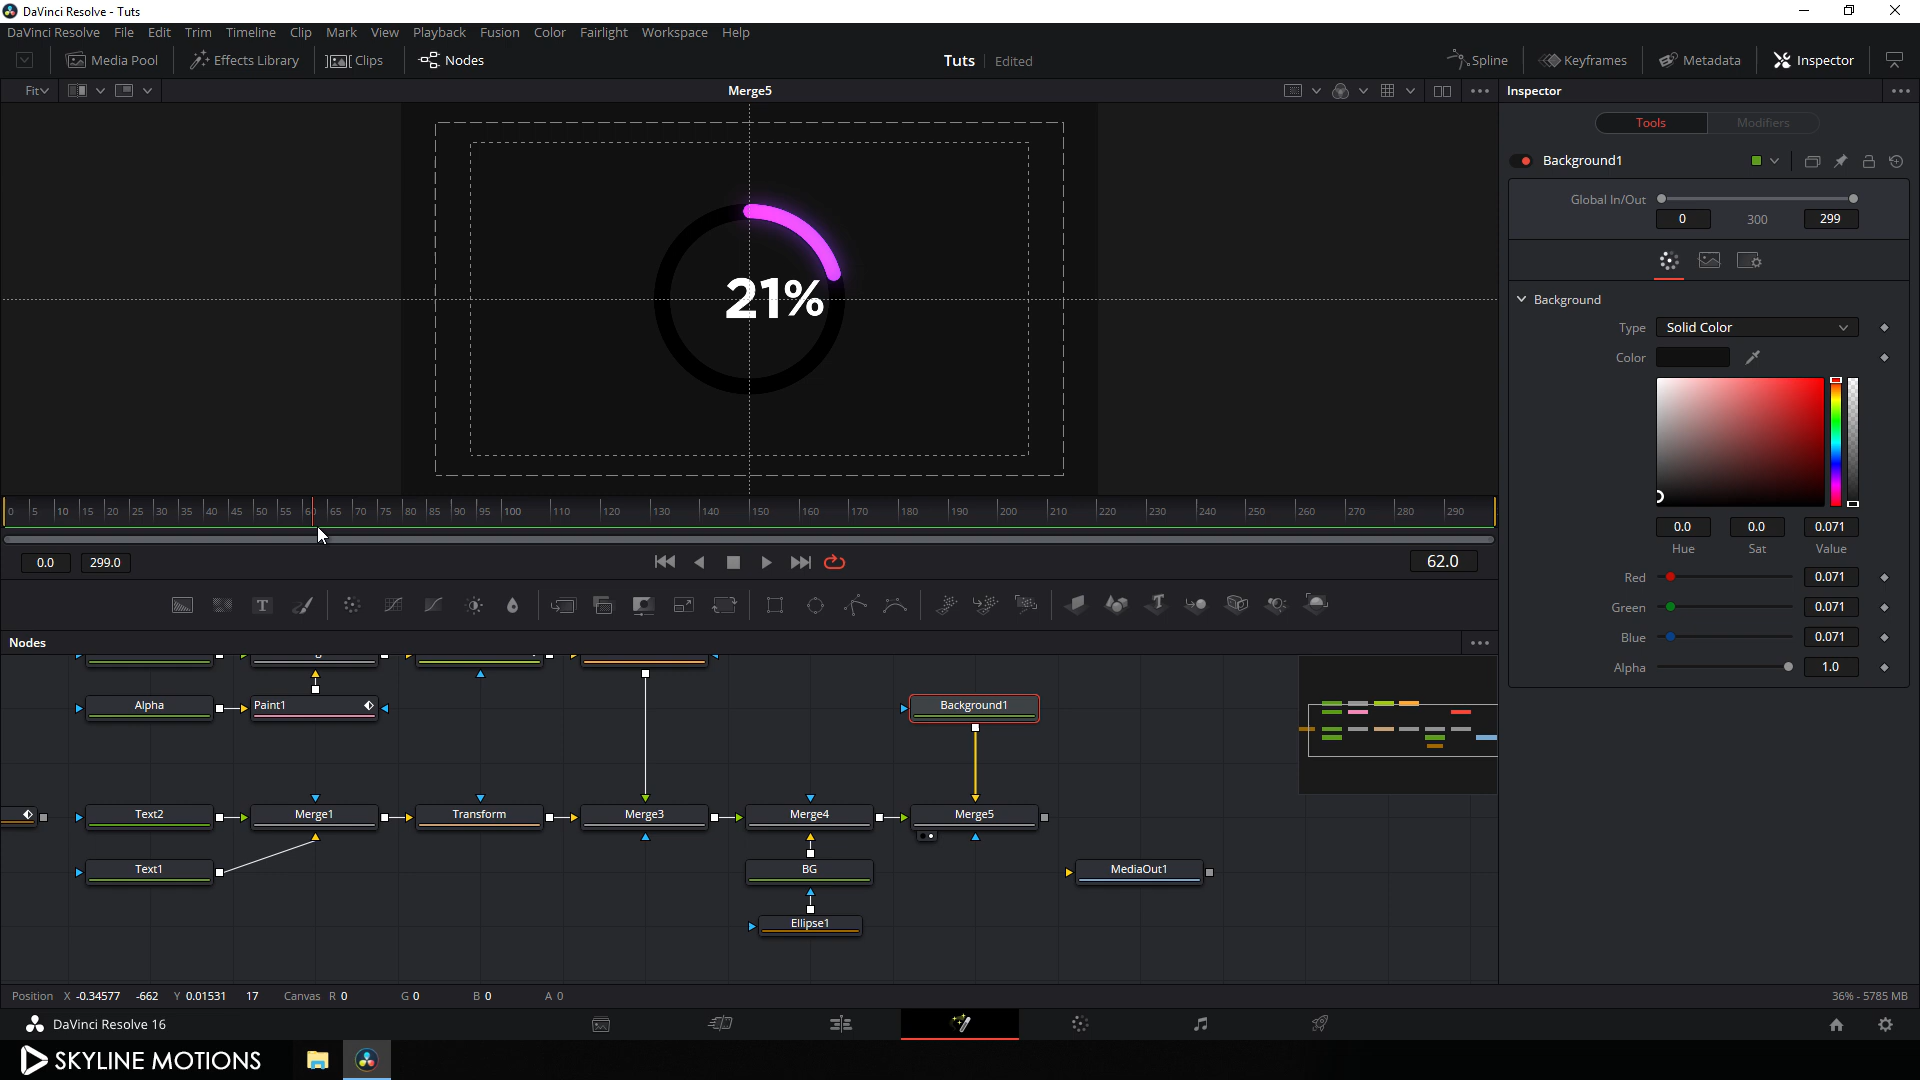 DaVinci Resolve - Tuts
DaVinci Resolve File Edit Trim Timeline Clip Mark View Playback Fusion Color Fairlight Workspace Help
Media Pool Effects Library Clips Nodes Tuts Edited Spline Keyframes Metadata Inspector
Fit Merge5 Inspector
Tools Modifiers
Background1
Global In/Out
0 300 299
Background
Type Solid Color
Color
21%
0 5 10 15 20 25 30 35 40 45 50 55 60 65 70 75 80 85 90 95 100 110 120 130 140 150 160 170 180 190 200 210 220 230 240 250 260 270 280 290
0.0 0.0 0.071
Hue Sat Value
0.0 299.0 62.0
Red 0.071
Green 0.071
Blue 0.071
Alpha 1.0
Nodes
Alpha Paint1 Background1
Text2 Merge1 Transform Merge3 Merge4 Merge5
Text1 BG MediaOut1
Ellipse1
Position X -0.34577 -662 Y 0.01531 17 Canvas R 0 G 0 B 0 A 0 36% - 5785 MB
DaVinci Resolve 16
SKYLINE MOTIONS